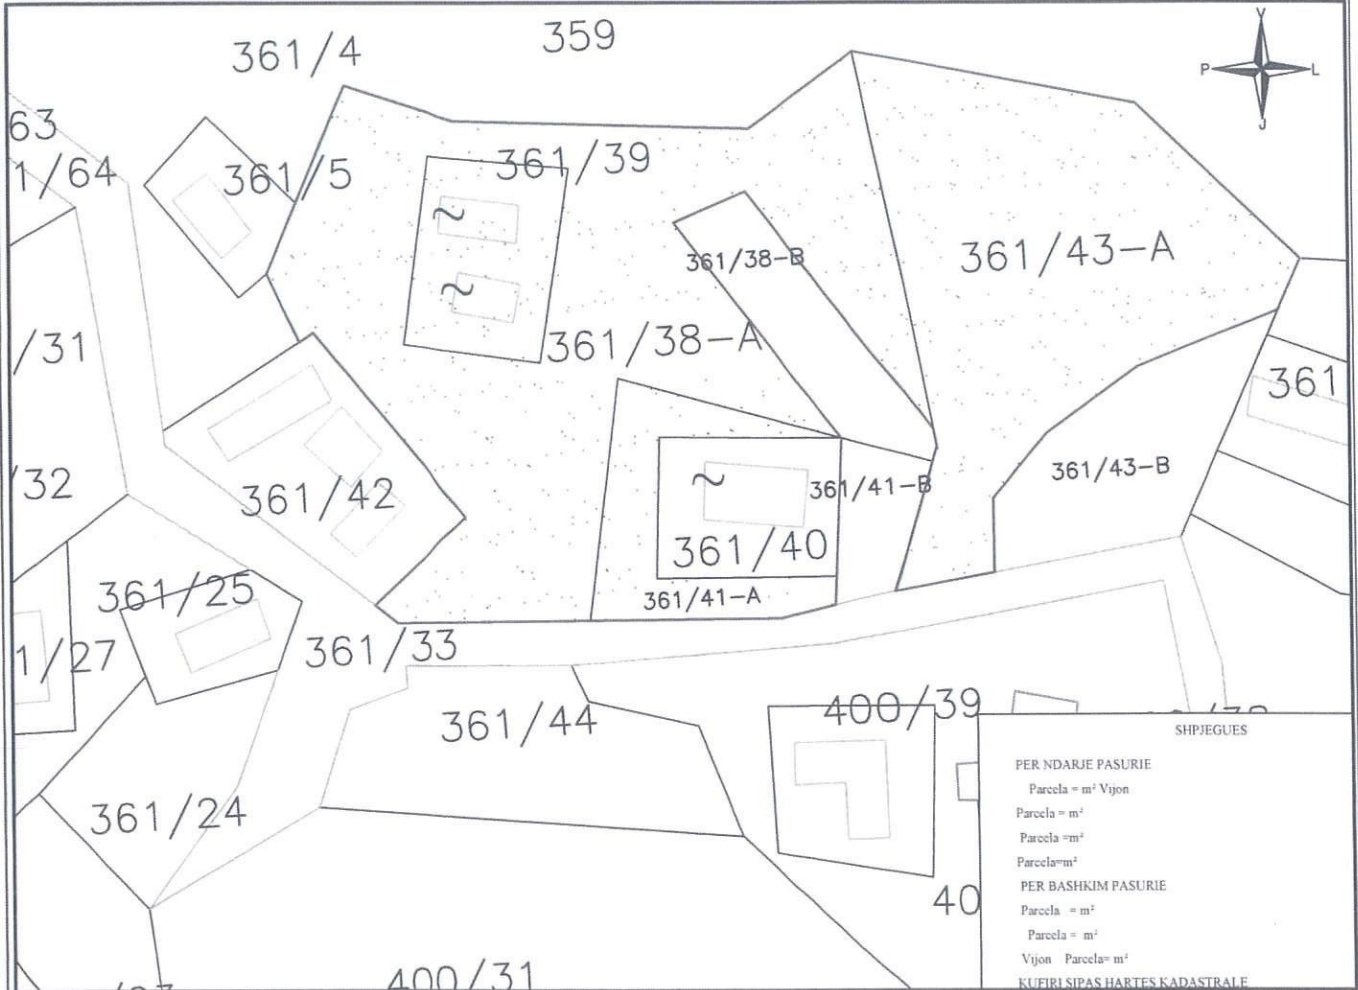 359
361/4
V
P
L
J
63
361/39
1/64
361/5
361/43-A
361/38-B
/31
361/38-A
361
361/43-B
/32
361/42
361/41-B
361/40
361/25
361/41-A
1/27
361/33
400/39
361/44
SHPJEGUES
PER NDARJE PASURIE
Parcela = m² Vijon
361/24
Parcela = m²
Parcela =m²
Parcela=m²
PER BASHKIM PASURIE
40
Parcela = m²
Parcela = m²
Vijon Parcela= m²
400/31
KUFIRI SIPAS HARTES KADASTRALE